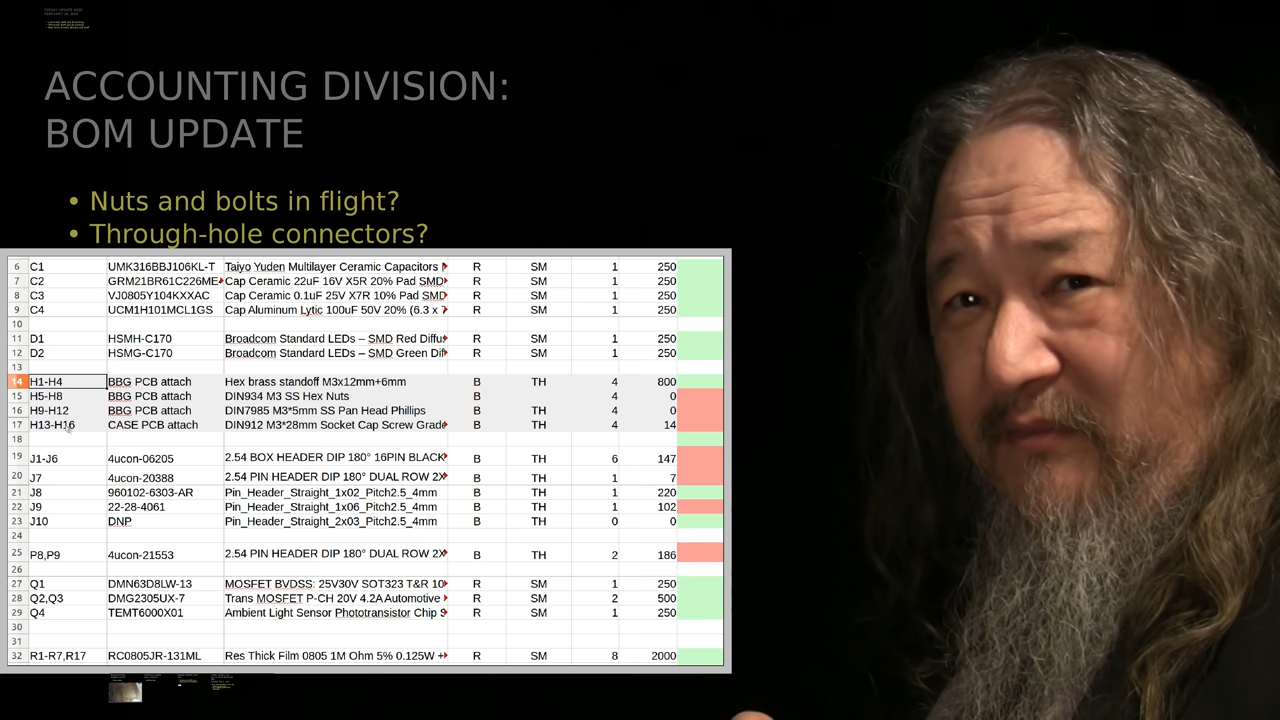 TTODAY UPDATE #429
FEBRUARY 26, 2019
ACCOUNTING DIVISION:
BOM UPDATE
• Nuts and bolts in flight?
• Through-hole connectors?
6 C1 UMK316BBJ106KL-T Taiyo Yuden Multilayer Ceramic Capacitors R SM 1 250
7 C2 GRM21BR61C226ME Cap Ceramic 22uF 16V X5R 20% Pad SMD R SM 1 250
8 C3 VJ0805Y104KXXAC Cap Ceramic 0.1uF 25V X7R 10% Pad SMD R SM 1 250
9 C4 UCM1H101MCL1GS Cap Aluminum Lytic 100uF 50V 20% (6.3 x R SM 1 250
10
11 D1 HSMH-C170 Broadcom Standard LEDs – SMD Red Diffu R SM 1 250
12 D2 HSMG-C170 Broadcom Standard LEDs – SMD Green Dif R SM 1 250
13
14 H1-H4 BBG PCB attach Hex brass standoff M3x12mm+6mm B TH 4 800
15 H5-H8 BBG PCB attach DIN934 M3 SS Hex Nuts B 4 0
16 H9-H12 BBG PCB attach DIN7985 M3*5mm SS Pan Head Phillips B TH 4 0
17 H13-H16 CASE PCB attach DIN912 M3*28mm Socket Cap Screw Grade B TH 4 14
18
19 J1-J6 4ucon-06205 2.54 BOX HEADER DIP 180° 16PIN BLACK B TH 6 147
20 J7 4ucon-20388 2.54 PIN HEADER DIP 180° DUAL ROW 2X B TH 1 7
21 J8 960102-6303-AR Pin_Header_Straight_1x02_Pitch2.5_4mm B TH 1 220
22 J9 22-28-4061 Pin_Header_Straight_1x06_Pitch2.5_4mm B TH 1 102
23 J10 DNP Pin_Header_Straight_2x03_Pitch2.5_4mm B TH 0 0
24
25 P8,P9 4ucon-21553 2.54 PIN HEADER DIP 180° DUAL ROW 2X B TH 2 186
26
27 Q1 DMN63D8LW-13 MOSFET BVDSS: 25V30V SOT323 T&R 10 R SM 1 250
28 Q2,Q3 DMG2305UX-7 Trans MOSFET P-CH 20V 4.2A Automotive R SM 2 500
29 Q4 TEMT6000X01 Ambient Light Sensor Phototransistor Chip S R SM 1 250
30
31
32 R1-R7,R17 RC0805JR-131ML Res Thick Film 0805 1M Ohm 5% 0.125W + R SM 8 2000